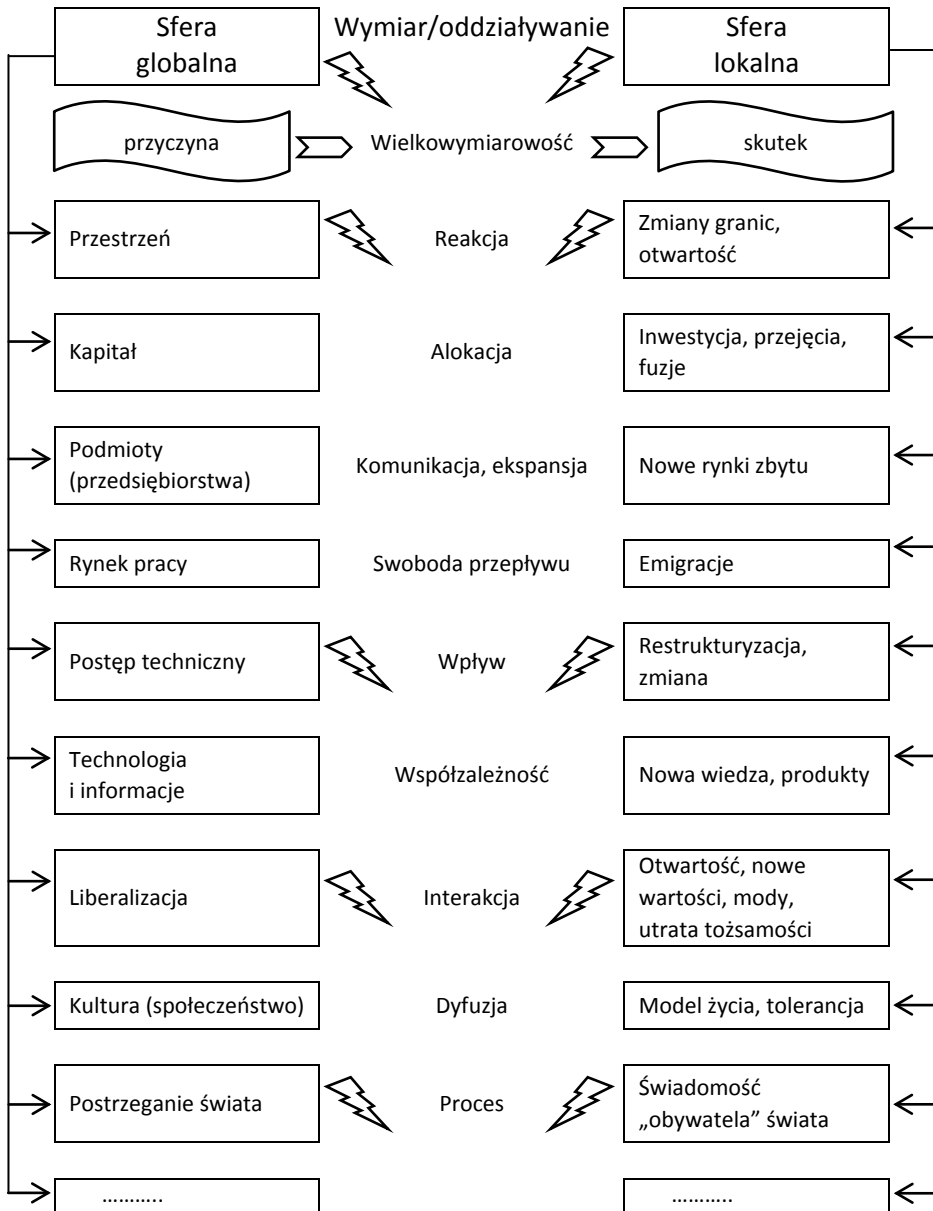 Sfera
globalna
Wymiar/oddziaływanie
Sfera
lokalna
przyczyna
Wielkowymiarowość
skutek
Przestrzeń
Reakcja
Zmiany granic,
otwartość
Kapitał
Alokacja
Inwestycja, przejęcia,
fuzje
Podmioty
(przedsiębiorstwa)
Komunikacja, ekspansja
Nowe rynki zbytu
Rynek pracy
Swoboda przepływu
Emigracje
Postęp techniczny
Wpływ
Restrukturyzacja,
zmiana
Technologia
i informacje
Współzależność
Nowa wiedza, produkty
Liberalizacja
Interakcja
Otwartość, nowe
wartości, mody,
utrata tożsamości
Kultura (społeczeństwo)
Dyfuzja
Model życia, tolerancja
Postrzeganie świata
Proces
Świadomość
„obywatela” świata
………..
………..